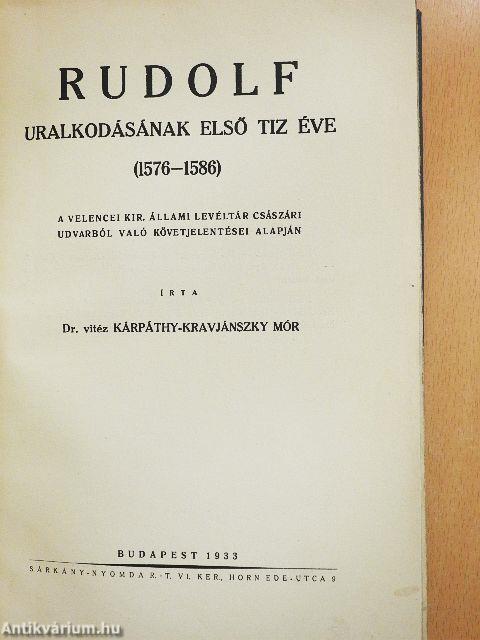 RUDOLF
URALKODÁSÁNAK ELSŐ TIZ ÉVE
(1576—1586)
A VELENCEI KIR. ÁLLAMI LEVÉLTÁR CSÁSZÁRI
UDVARBÓL VALÓ KÖVETJELENTÉSEI ALAPJÁN
ÍRTA
Dr. vitéz KÁRPÁTHY-KRAVJÁNSZKY MÓR
BUDAPEST 1933
SÁRKÁNY-NYOMDA R.-T. VI. KER., HORN EDE-UTCA 9
Antikvárium.hu